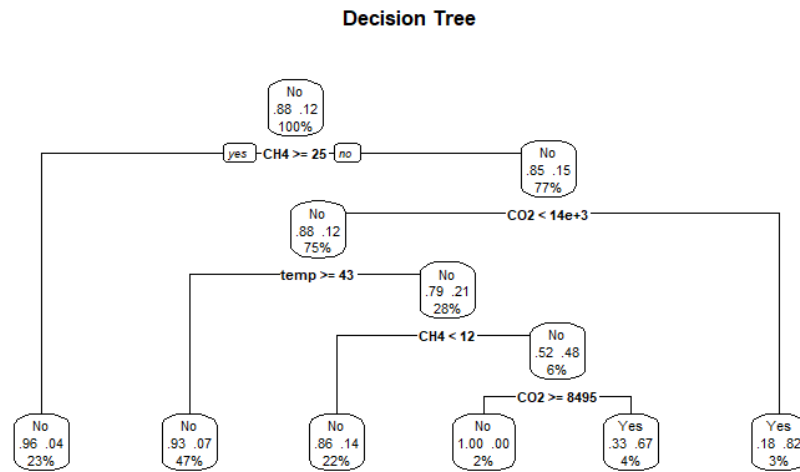 Decision Tree
No
.88 .12
100%
yes CH4 >= 25 no
No
.85 .15
77%
CO2 < 14e+3
No
.88 .12
75%
temp >= 43
No
.79 .21
28%
CH4 < 12
No
.52 .48
6%
CO2 >= 8495
No
.96 .04
23%
No
.93 .07
47%
No
.86 .14
22%
No
1.00 .00
2%
Yes
.33 .67
4%
Yes
.18 .82
3%